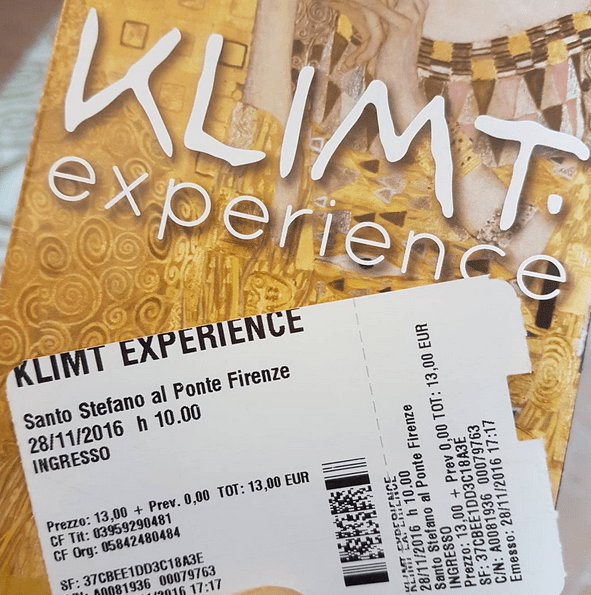 KLIMT.
experience
KLIMT EXPERIENCE
Santo Stefano al Ponte Firenze
28/11/2016 h 10.00
INGRESSO
Prezzo: 13,00 + Prev. 0,00 TOT: 13,00 EUR
CF Tit: 03959290481
CF Org: 05842480484
SF: 37CBEE1DD3C18A3E
A0081936 00079763
17:17
KLIMT EXPERIENCE
Santo Stefano al Ponte Firenze
28/11/2016 h 10.00
INGRESSO
Prezzo: 13,00 + Prev 0,00 TOT: 13,00 EUR
SF: 37CBEE1DD3C18A3E
C/N: A0081936 00079763
Emesso: 28/11/2016 17:17